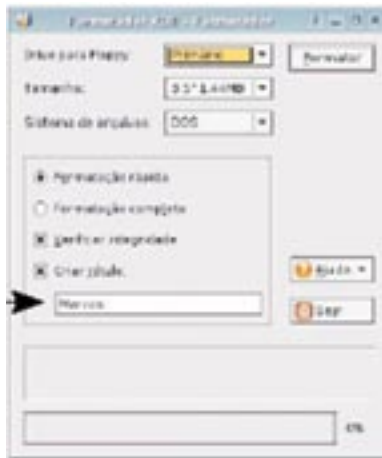 Drive para Floppy: Primário Formatar
Tamanho: 3.5" 1.44MB
Sistema de arquivos: DOS
Formatação rápida
Formatação completa
Verificar integridade
Criar rótulo:
Ajuda
Sair